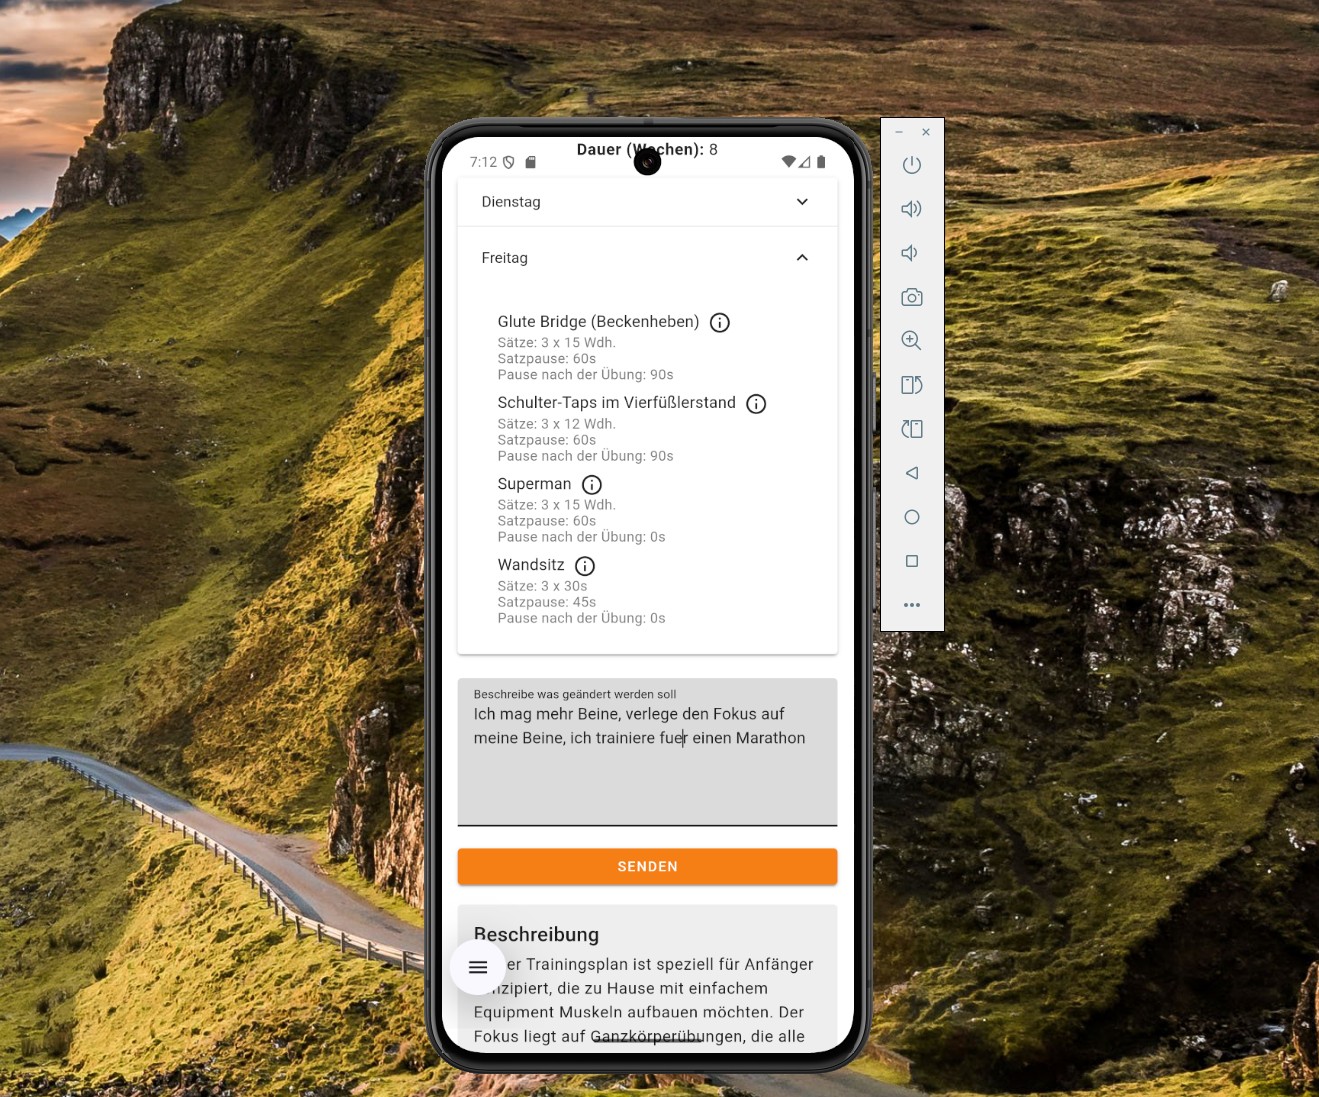 Dauer (Wochen): 8
7:12
Dienstag
Freitag
Glute Bridge (Beckenheben)
Sätze: 3 x 15 Wdh.
Satzpause: 60s
Pause nach der Übung: 90s
Schulter-Taps im Vierfüßlerstand
Sätze: 3 x 12 Wdh.
Satzpause: 60s
Pause nach der Übung: 90s
Superman
Sätze: 3 x 15 Wdh.
Satzpause: 60s
Pause nach der Übung: 0s
Wandsitz
Sätze: 3 x 30s
Satzpause: 45s
Pause nach der Übung: 0s
Beschreibe was geändert werden soll
Ich mag mehr Beine, verlege den Fokus auf
meine Beine, ich trainiere fuer einen Marathon
SENDEN
Beschreibung
er Trainingsplan ist speziell für Anfänger
nzipiert, die zu Hause mit einfachem
Equipment Muskeln aufbauen möchten. Der
Fokus liegt auf Ganzkörperübungen, die alle